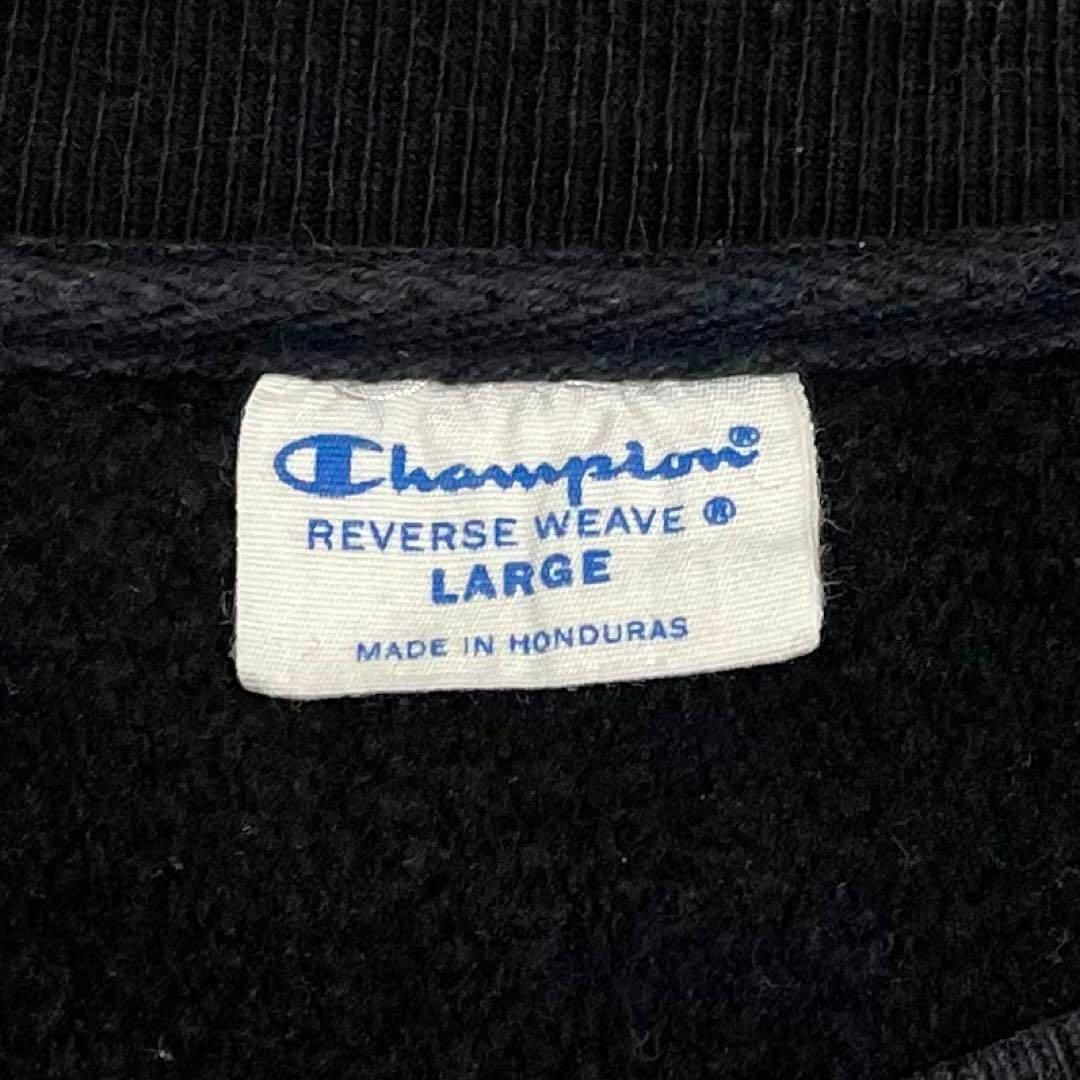 Champion®
REVERSE WEAVE ®
LARGE
MADE IN HONDURAS